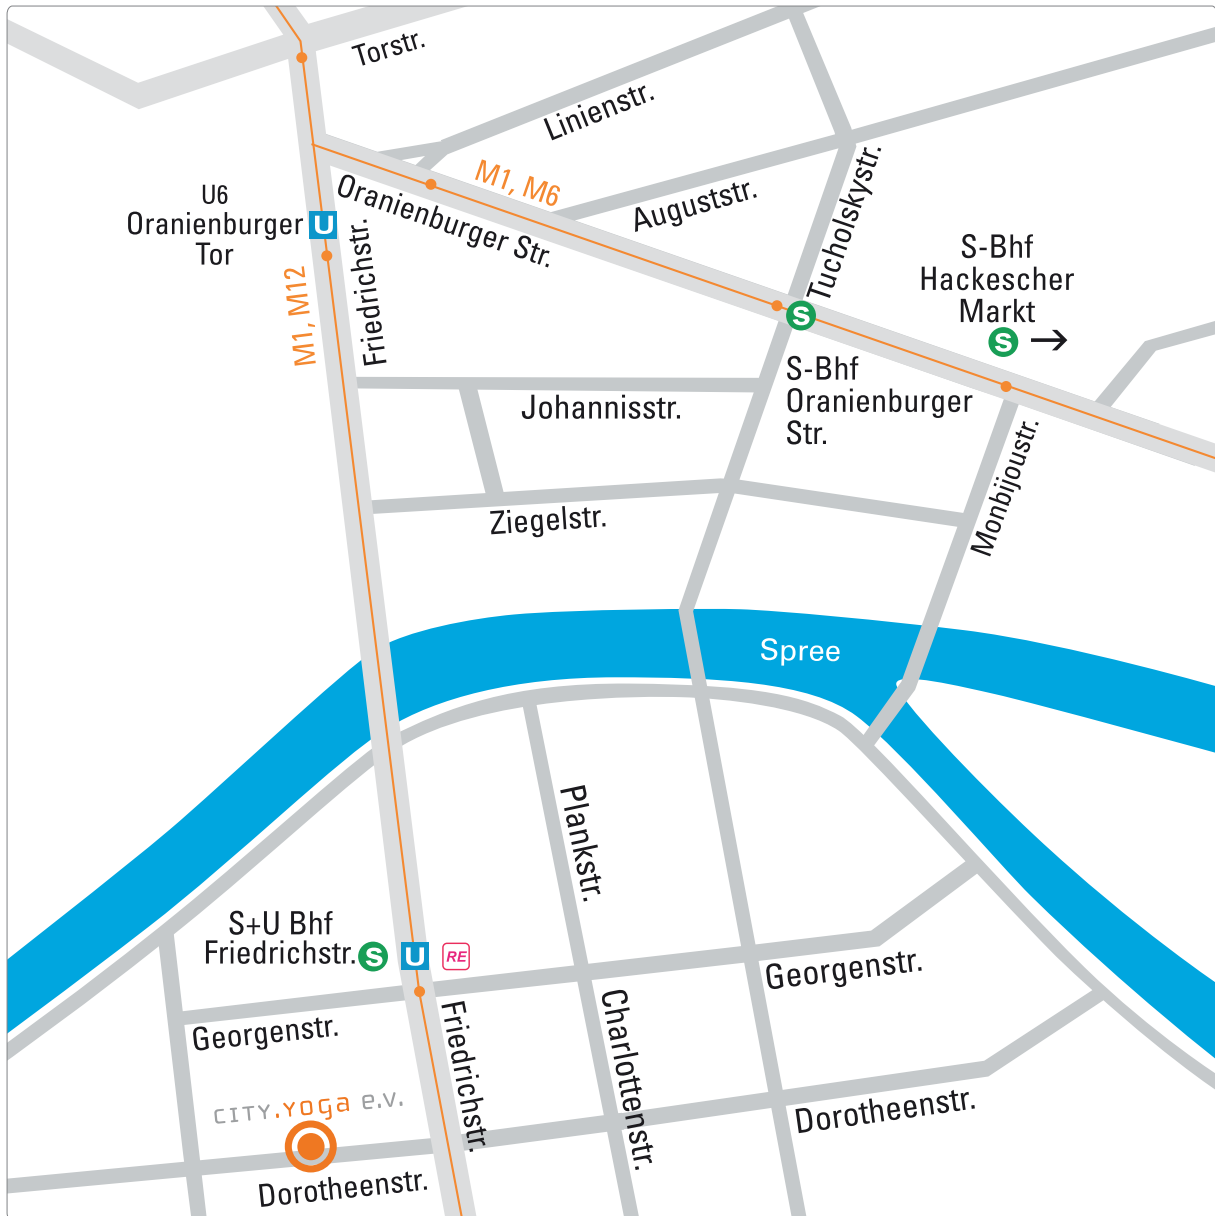 Torstr.
Linienstr.
M1, M6
Oranienburger Str.
Auguststr.
Tucholskystr.
U6
Oranienburger
Tor
U
Friedrichstr.
M1, M12
S-Bhf
Hackescher
Markt
S
→
S
S-Bhf
Oranienburger
Str.
Johannisstr.
Monbijoustr.
Ziegelstr.
Spree
Plankstr.
S+U Bhf
Friedrichstr.
S
U
RE
Georgenstr.
Georgenstr.
Charlottenstr.
Friedrichstr.
CITY.YOGA e.V.
Dorotheenstr.
Dorotheenstr.